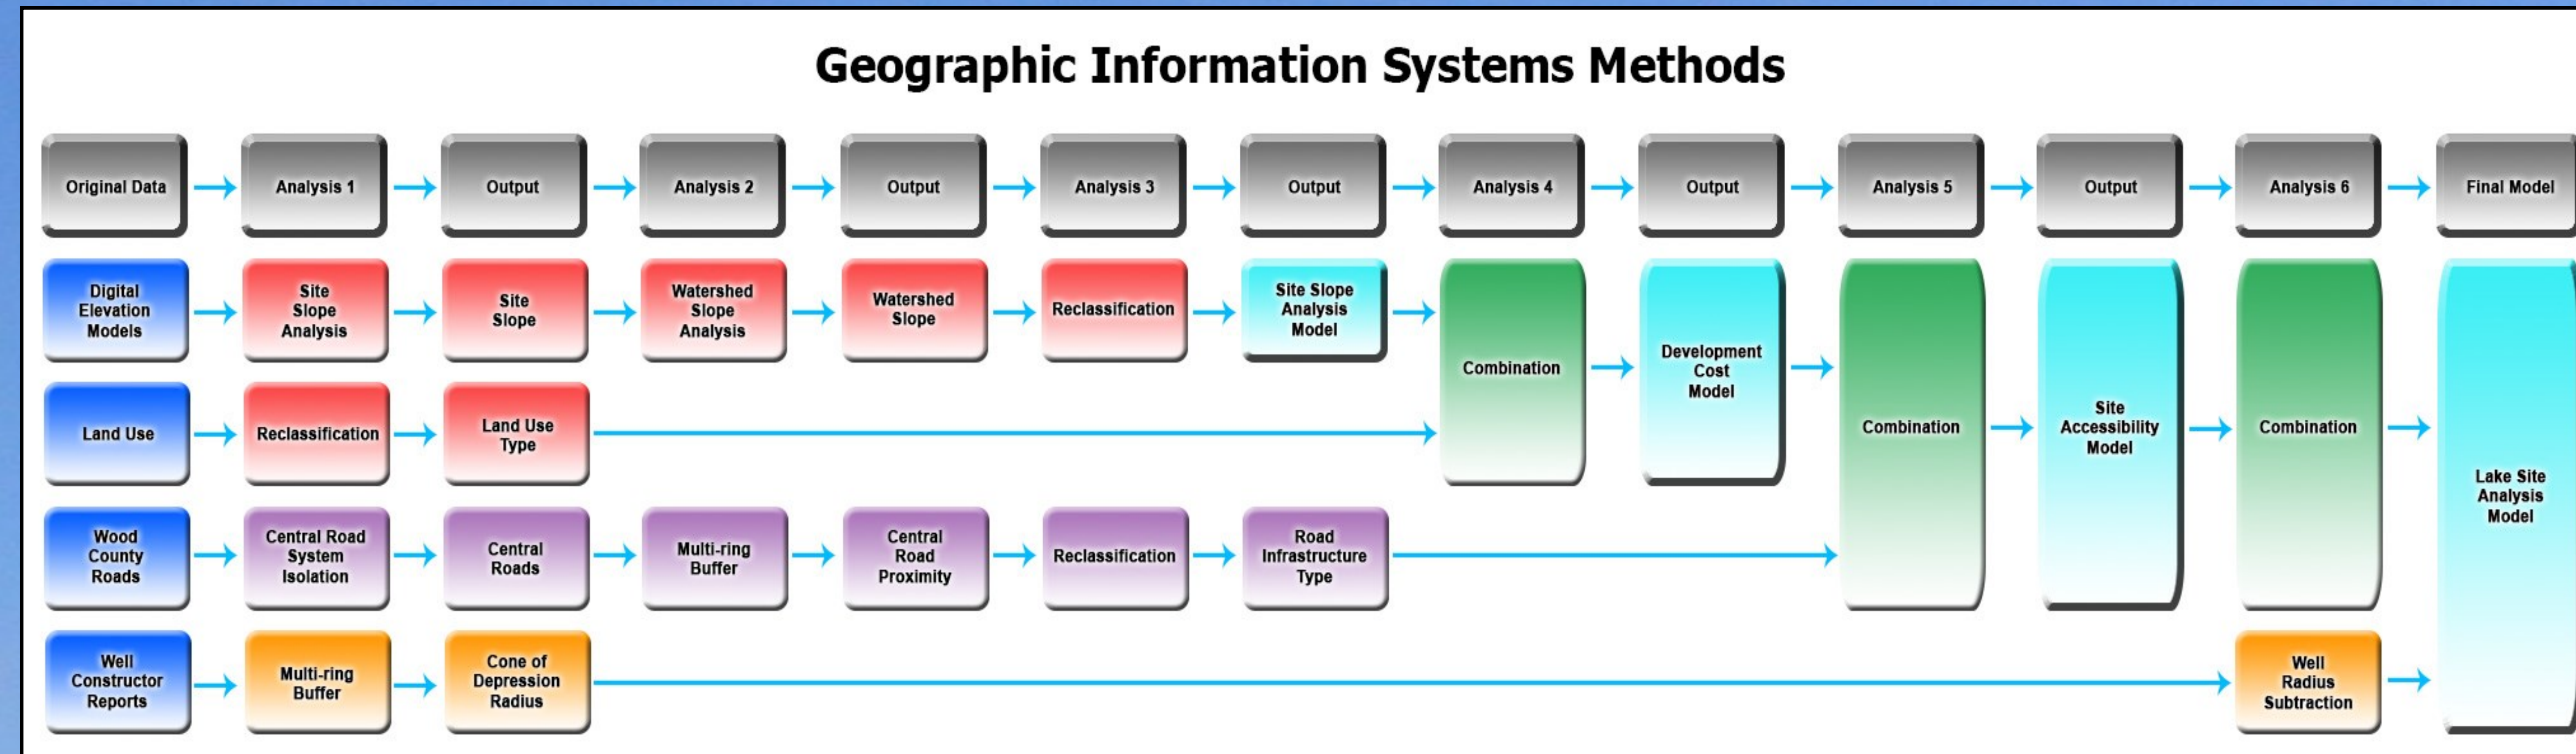 Geographic Information Systems Methods
Original Data
Analysis 1
Output
Analysis 2
Output
Analysis 3
Output
Analysis 4
Output
Analysis 5
Output
Analysis 6
Final Model
Digital
Elevation
Models
Site
Slope
Analysis
Site
Slope
Watershed
Slope
Analysis
Watershed
Slope
Reclassification
Site Slope
Analysis
Model
Combination
Development
Cost
Model
Combination
Site
Accessibility
Model
Combination
Lake Site
Analysis
Model
Land Use
Reclassification
Land Use
Type
Wood
County
Roads
Central Road
System
Isolation
Central
Roads
Multi-ring
Buffer
Central
Road
Proximity
Reclassification
Road
Infrastructure
Type
Well
Constructor
Reports
Multi-ring
Buffer
Cone of
Depression
Radius
Well
Radius
Subtraction